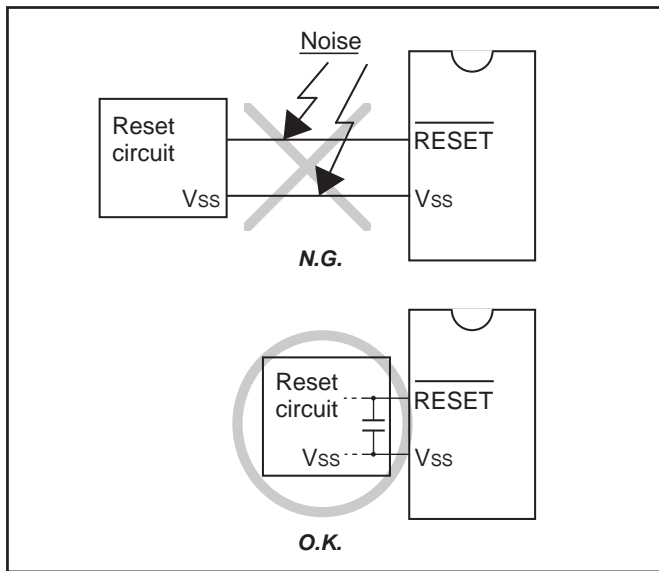 Noise
Reset
circuit
RESET
Vss
Vss
N.G.
Reset
circuit
RESET
Vss
Vss
O.K.